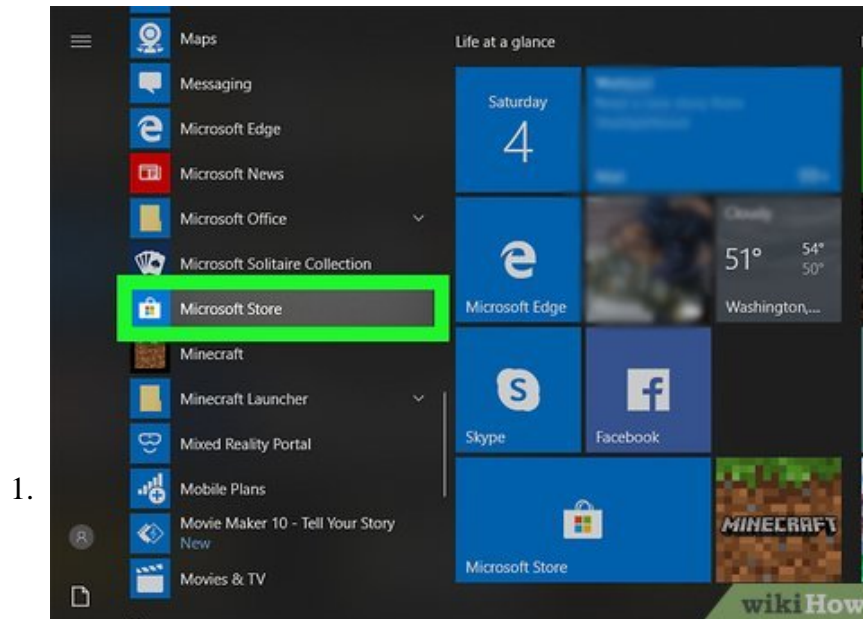 Maps
Messaging
Microsoft Edge
Microsoft News
Microsoft Office
Microsoft Solitaire Collection
Microsoft Store
Minecraft
Minecraft Launcher
Mixed Reality Portal
Mobile Plans
Movie Maker 10 - Tell Your Story
New
Movies & TV
Life at a glance
Saturday
4
Microsoft Edge
Cloudy
51°
54°
50°
Washington,...
Skype
Facebook
Microsoft Store
MINECRAFT
1.
wikiHow